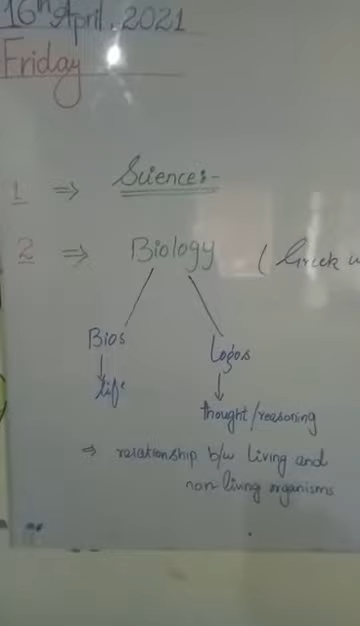 16th April, 2021
Friday
1 ⇒ Science:-
2 ⇒ Biology (Greek
Bios Logos
life thought/reasoning
⇒ relationship b/w living and
non living organisms